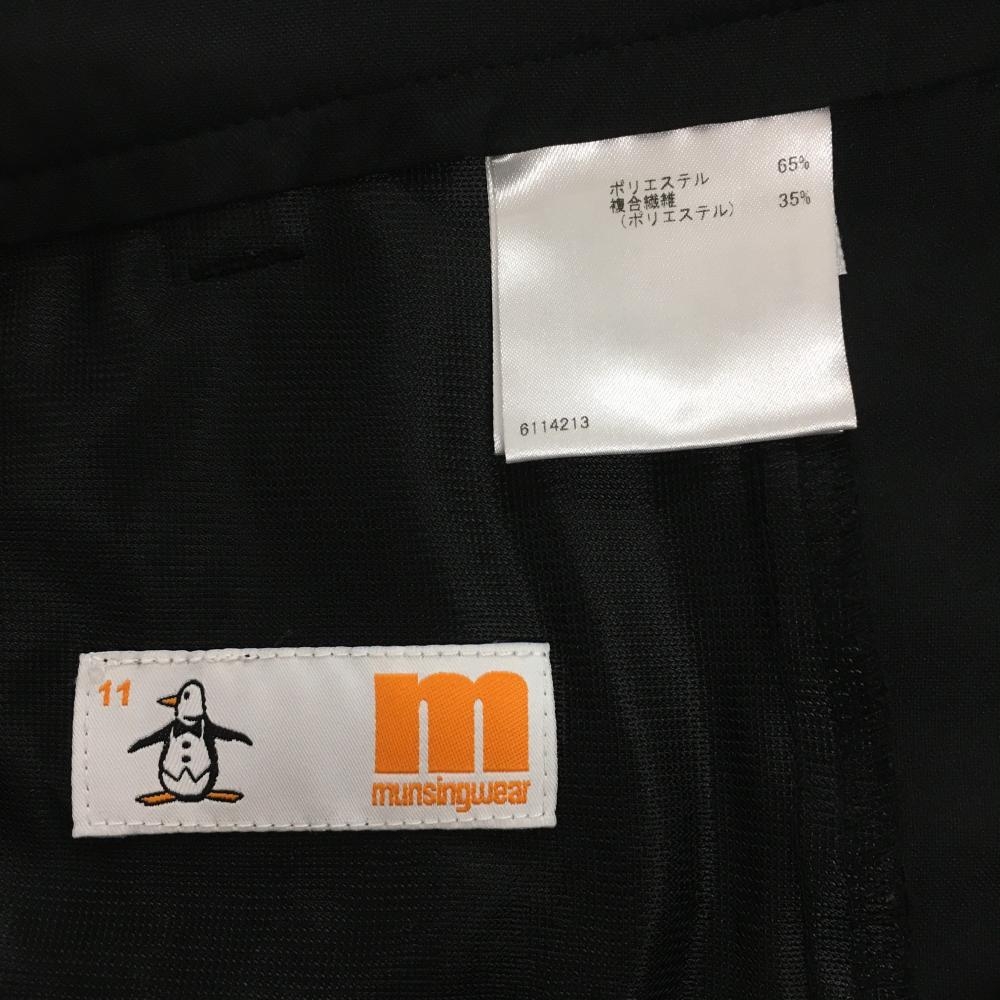 ポリエステル 65%
複合繊維 35%
(ポリエステル)
6114213
11
m
munsingwear